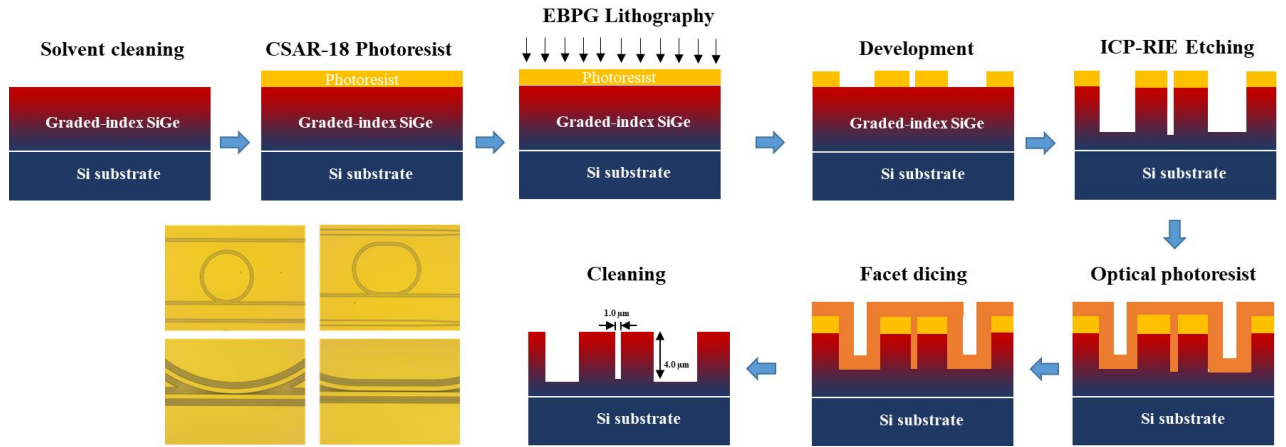 Solvent cleaning
Graded-index SiGe
Si substrate
CSAR-18 Photoresist
Photoresist
Graded-index SiGe
Si substrate
EBPG Lithography
Photoresist
Graded-index SiGe
Si substrate
Development
Graded-index SiGe
Si substrate
ICP-RIE Etching
Si substrate
Cleaning
1.0 μm
4.0 μm
Si substrate
Facet dicing
Si substrate
Optical photoresist
Si substrate